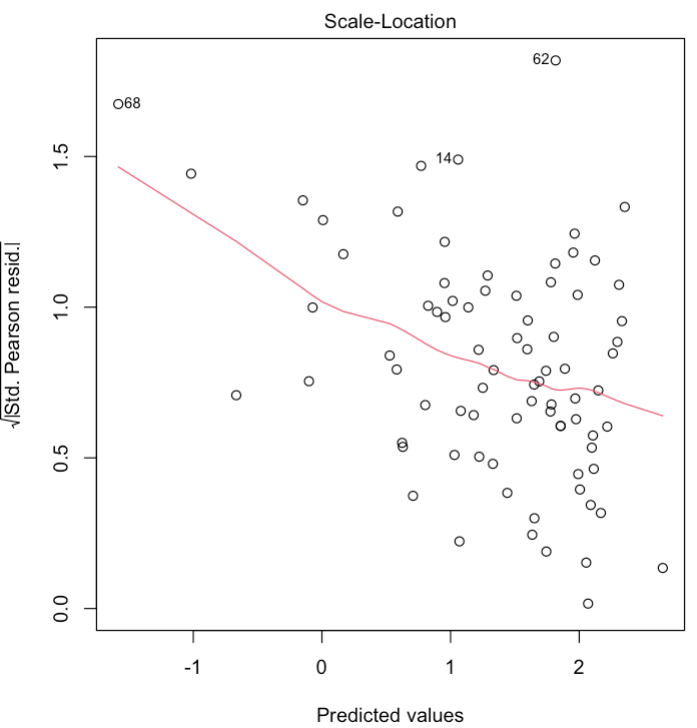 Scale-Location
62
68
14
√|Std. Pearson resid.|
1.5
1.0
0.5
0.0
-1 0 1 2
Predicted values